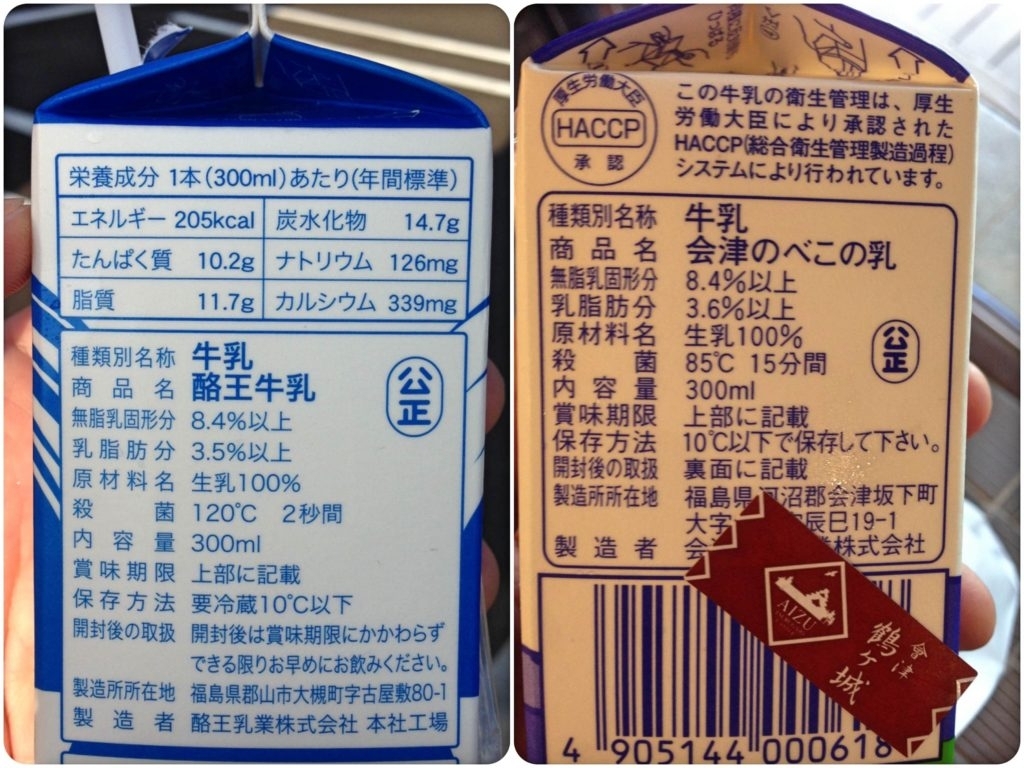 栄養成分 1本(300ml)あたり(年間標準)
エネルギー 205kcal 炭水化物 14.7g
たんぱく質 10.2g ナトリウム 126mg
脂質 11.7g カルシウム 339mg
種類別名称 牛乳
商品名 酪王牛乳
無脂乳固形分 8.4%以上
乳脂肪分 3.5%以上
原材料名 生乳100%
殺菌 120℃ 2秒間
内容量 300ml
賞味期限 上部に記載
保存方法 要冷蔵10℃以下
開封後の取扱 開封後は賞味期限にかかわらず
できる限りお早めにお飲みください。
製造所所在地 福島県郡山市大槻町字古屋敷80-1
製造者 酪王乳業株式会社 本社工場
公正
厚生労働大臣
HACCP
承認
この牛乳の衛生管理は、厚生
労働大臣により承認された
HACCP(総合衛生管理製造過程)
システムにより行われています。
種類別名称 牛乳
商品名 会津のべこの乳
無脂乳固形分 8.4%以上
乳脂肪分 3.6%以上
原材料名 生乳100%
殺菌 85℃ 15分間
内容量 300ml
賞味期限 上部に記載
保存方法 10℃以下で保存して下さい。
開封後の取扱 裏面に記載
製造所所在地 福島県河沼郡会津坂下町
大字 辰巳19-1
製造者 会 業株式会社
公正
AIZU
會津
鶴ヶ城
4 905144 000618